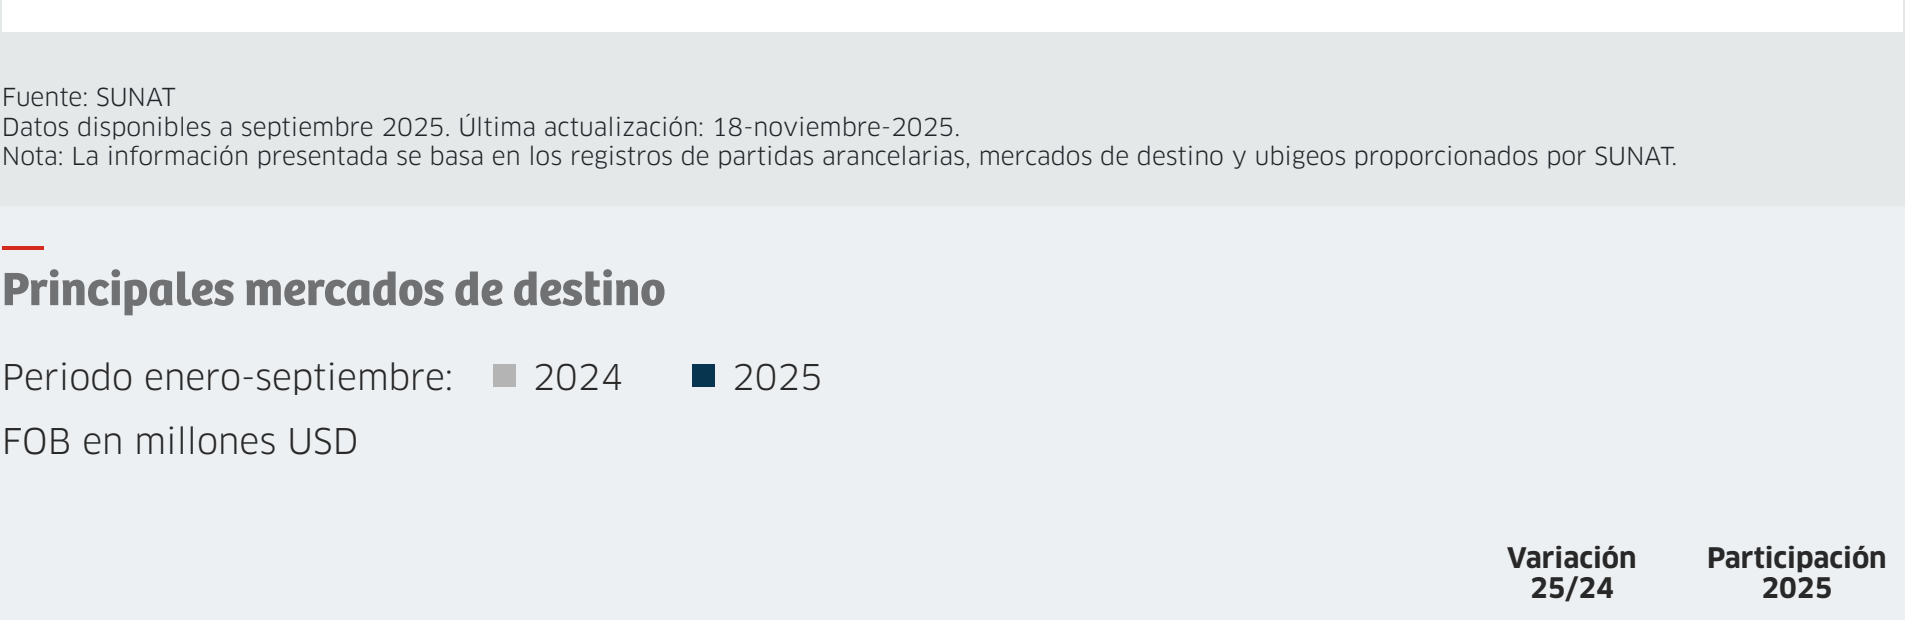 Fuente: SUNAT
Datos disponibles a septiembre 2025. Última actualización: 18-noviembre-2025.
Nota: La información presentada se basa en los registros de partidas arancelarias, mercados de destino y ubigeos proporcionados por SUNAT.
Principales mercados de destino
Periodo enero-septiembre: 2024 2025
FOB en millones USD
Variación Participación
25/24 2025